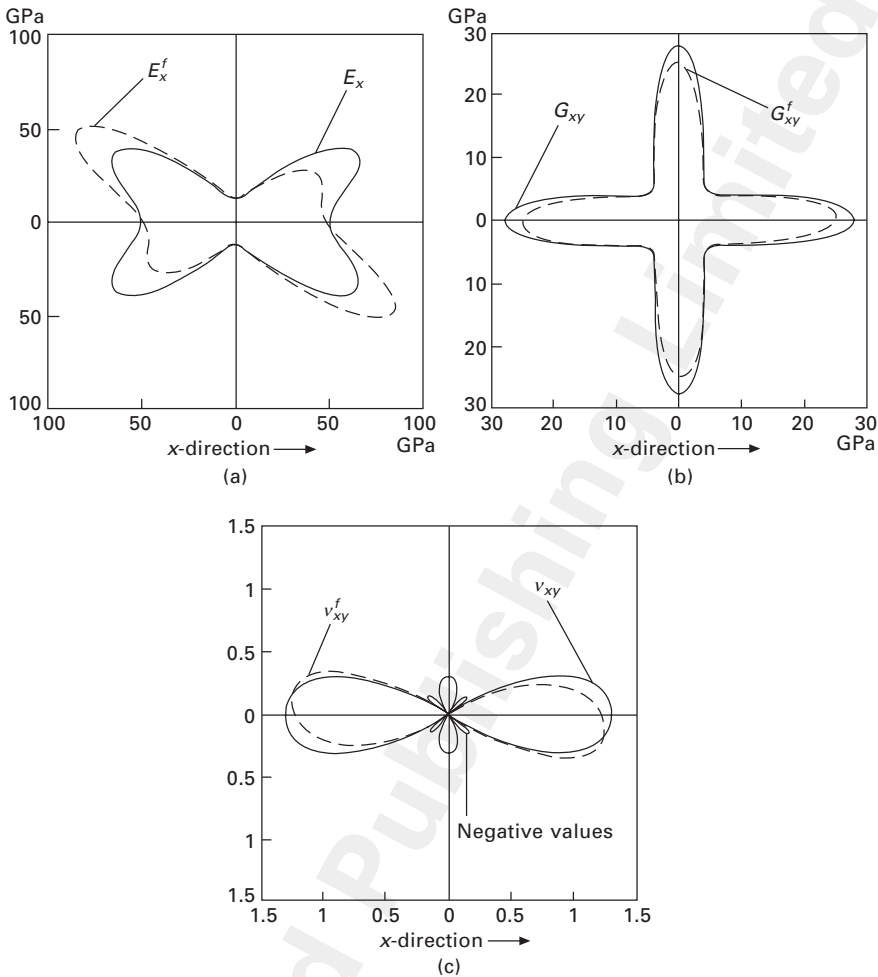 GPa
100
E_x^f
E_x
50
0
50
100
100 50 0 50 100
GPa
x-direction
(a)
GPa
30
G_xy
G_xy^f
20
10
0
10
20
30
30 20 10 0 10 20 30
GPa
x-direction
(b)
1.5
1
ν_xy^f
ν_xy
0.5
0
0.5
Negative values
1
1.5
1.5 1 0 0.5 1 1.5
x-direction
(c)
d Publishing Limited